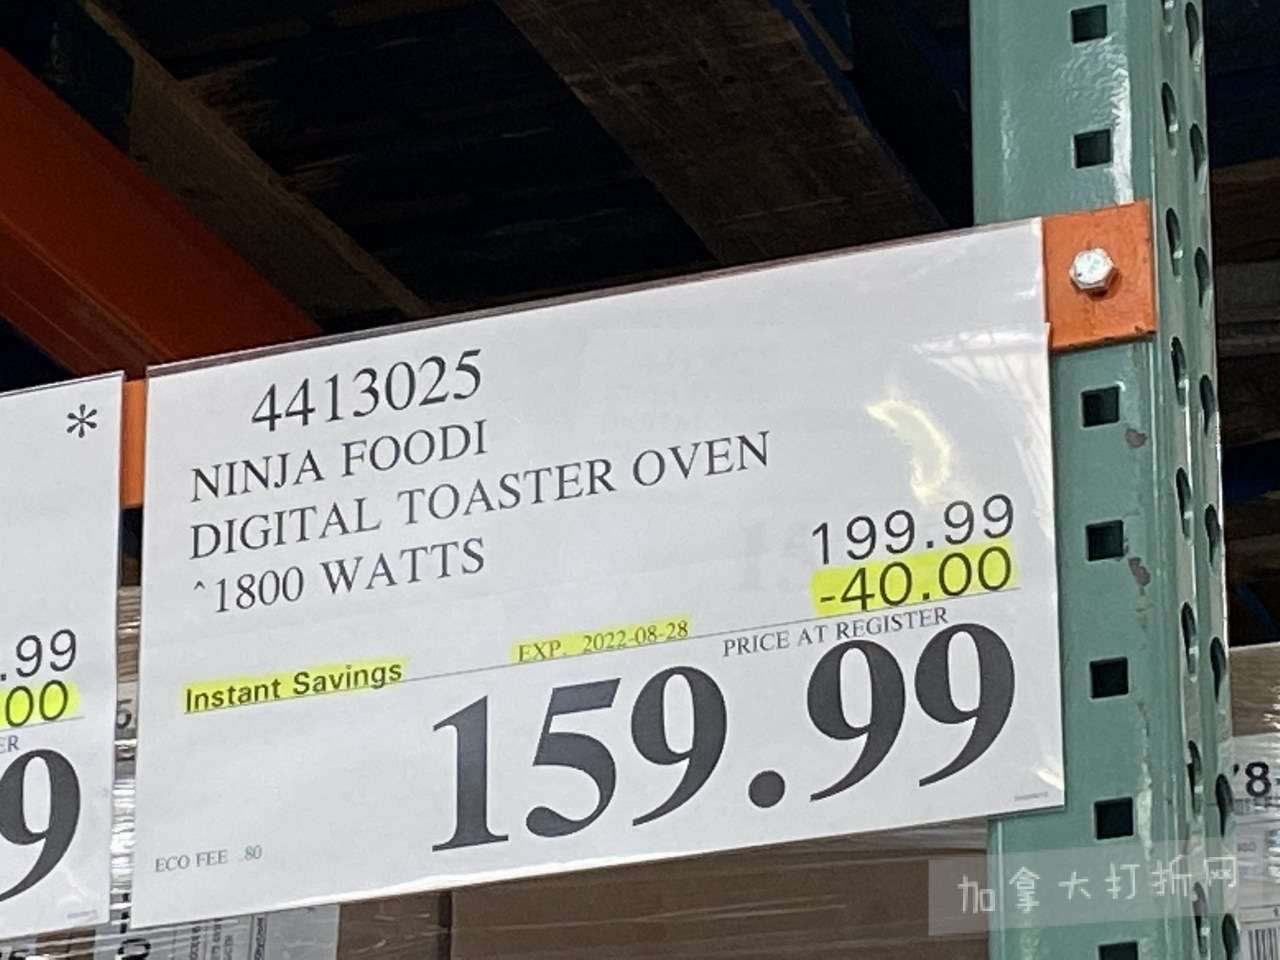 *
.99
00
ER
9
4413025
NINJA FOODI
DIGITAL TOASTER OVEN
^1800 WATTS
199.99
-40.00
Instant Savings
EXP. 2022-08-28
PRICE AT REGISTER
159.99
ECO FEE .80
加拿大打折网